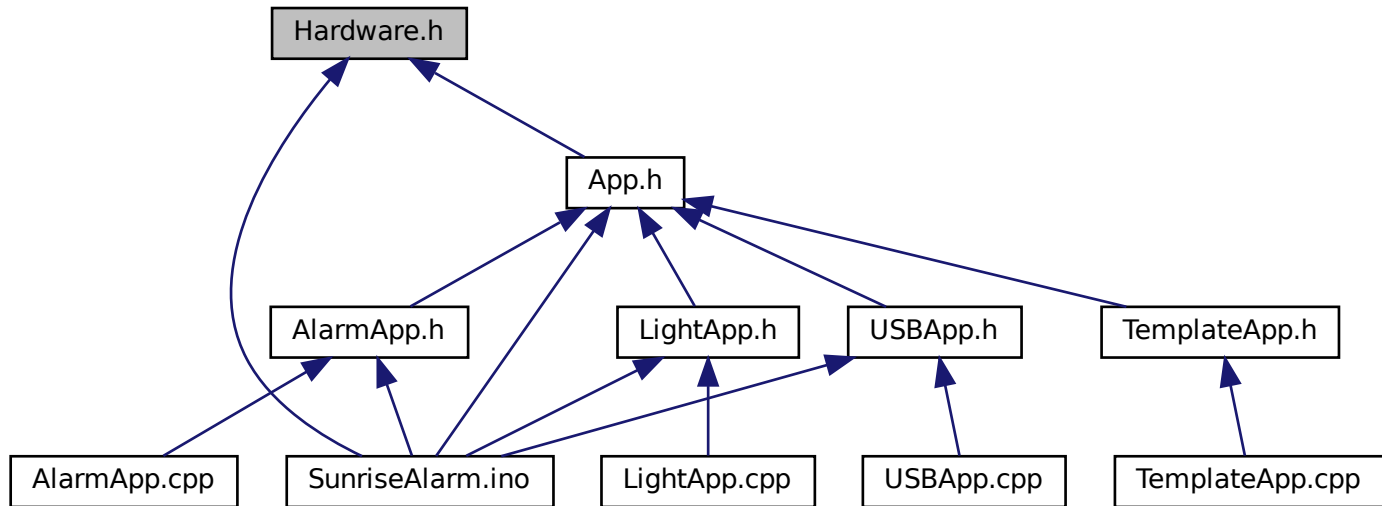 Hardware.h
App.h
AlarmApp.h
LightApp.h
USBApp.h
TemplateApp.h
AlarmApp.cpp
SunriseAlarm.ino
LightApp.cpp
USBApp.cpp
TemplateApp.cpp